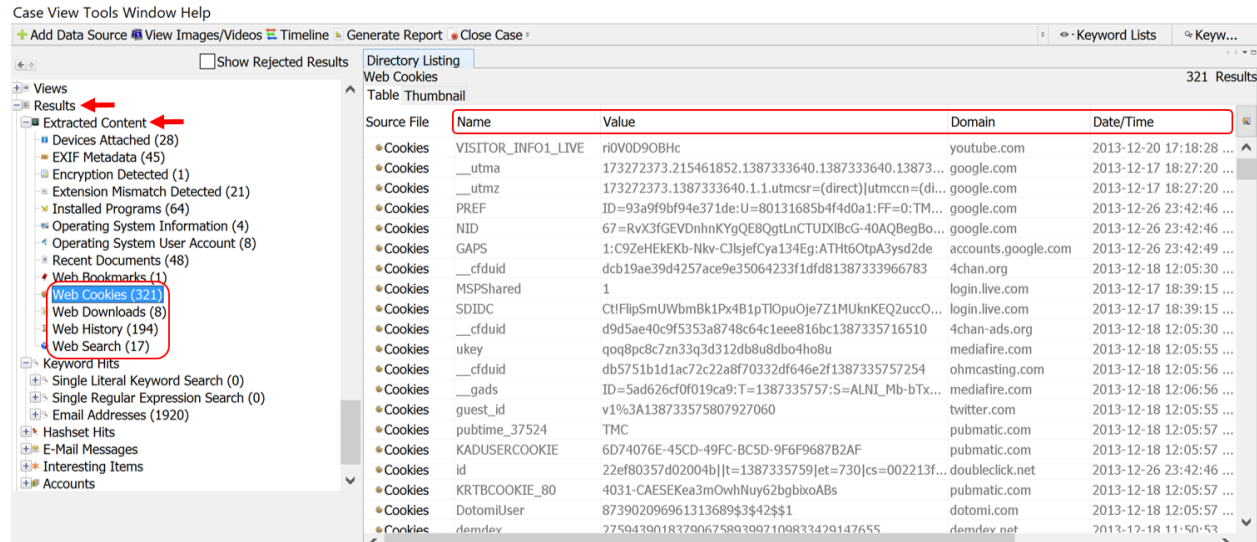 Case View Tools Window Help
Add Data Source View Images/Videos Timeline Generate Report Close Case Keyword Lists Keyw...
Show Rejected Results
Views
Results
Extracted Content
Devices Attached (28)
EXIF Metadata (45)
Encryption Detected (1)
Extension Mismatch Detected (21)
Installed Programs (64)
Operating System Information (4)
Operating System User Account (8)
Recent Documents (48)
Web Bookmarks (1)
Web Cookies (321)
Web Downloads (8)
Web History (194)
Web Search (17)
Keyword Hits
Single Literal Keyword Search (0)
Single Regular Expression Search (0)
Email Addresses (1920)
Hashset Hits
E-Mail Messages
Interesting Items
Accounts
Directory Listing
Web Cookies 321 Results
Table Thumbnail
Source File Name Value Domain Date/Time
Cookies VISITOR_INFO1_LIVE ri0V0D9OBHc youtube.com 2013-12-20 17:18:28 ...
Cookies __utma 173272373.215461852.1387333640.1387333640.13873... google.com 2013-12-17 18:27:20 ...
Cookies __utmz 173272373.1387333640.1.1.utmcsr=(direct)|utmccn=(di... google.com 2013-12-17 18:27:20 ...
Cookies PREF ID=93a9f9bf94e371de:U=80131685b4f4d0a1:FF=0:TM... google.com 2013-12-26 23:42:46 ...
Cookies NID 67=RvX3fGEVDnhnKYgQE8QgtLnCTUIXlBcG-40AQBegBo... google.com 2013-12-26 23:42:46 ...
Cookies GAPS 1:C9ZeHEkEKb-Nkv-CJlsjefCya134Eg:ATHt6OtpA3ysd2de accounts.google.com 2013-12-26 23:42:49 ...
Cookies __cfduid dcb19ae39d4257ace9e35064233f1dfd81387333966783 4chan.org 2013-12-18 12:05:30 ...
Cookies MSPShared 1 login.live.com 2013-12-17 18:39:15 ...
Cookies SDIDC Ct!FlipSmUWbmBk1Px4B1pTlOpuOje7Z1MUknKEQ2uccO... login.live.com 2013-12-17 18:39:15 ...
Cookies __cfduid d9d5ae40c9f5353a8748c64c1eee816bc1387335716510 4chan-ads.org 2013-12-18 12:05:30 ...
Cookies ukey qoq8pc8c7zn33q3d312db8u8dbo4ho8u mediafire.com 2013-12-18 12:05:55 ...
Cookies __cfduid db5751b1d1ac72c22a8f70332df646e2f1387335757254 ohmcasting.com 2013-12-18 12:05:56 ...
Cookies __gads ID=5ad626cf0f019ca9:T=1387335757:S=ALNI_Mb-bTx... mediafire.com 2013-12-18 12:06:56 ...
Cookies guest_id v1%3A138733575807927060 twitter.com 2013-12-18 12:05:55 ...
Cookies pubtime_37524 TMC pubmatic.com 2013-12-18 12:05:57 ...
Cookies KADUSERCOOKIE 6D74076E-45CD-49FC-BC5D-9F6F9687B2AF pubmatic.com 2013-12-18 12:05:57 ...
Cookies id 22ef80357d02004b||t=1387335759|et=730|cs=002213f... doubleclick.net 2013-12-26 23:42:46 ...
Cookies KRTBCOOKIE_80 4031-CAESEKea3mOwhNuy62bgbixoABs pubmatic.com 2013-12-18 12:05:57 ...
Cookies DotomiUser 873902096961313689$3$42$$1 dotomi.com 2013-12-18 12:05:57 ...
Cookies demdex 27594390183790675893997109833429147655 demdex.net 2013-12-18 11:50:53